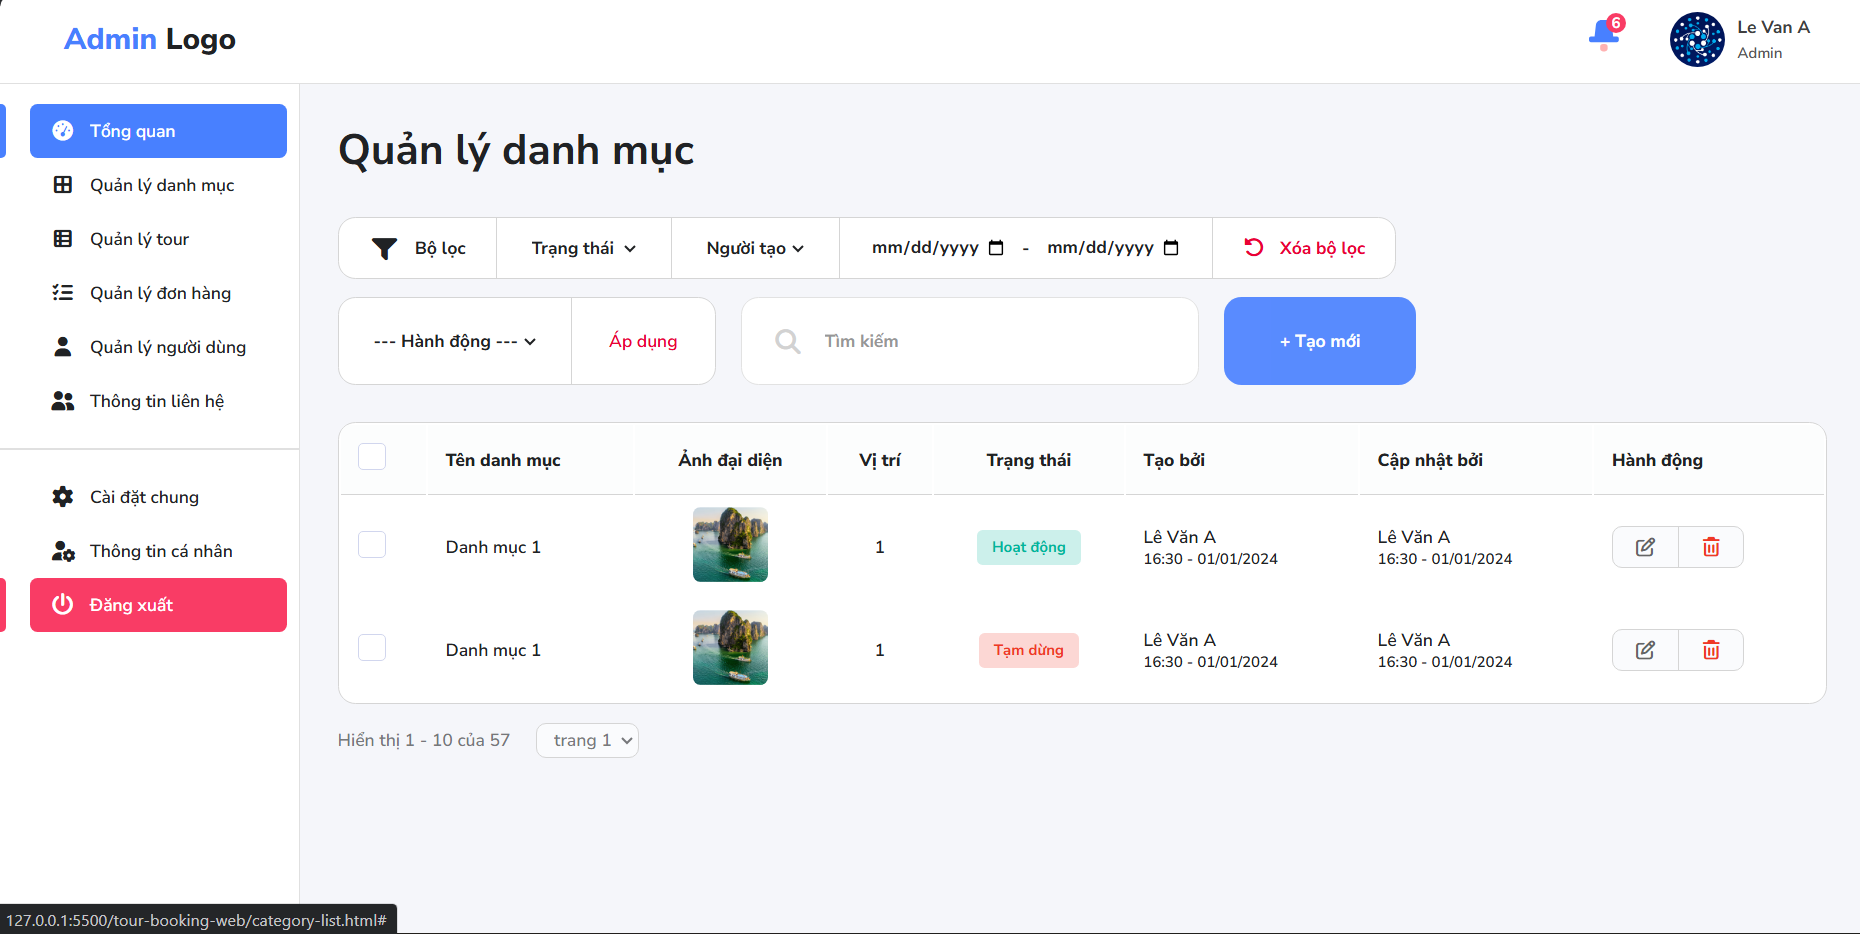 Admin Logo
6
Le Van A
Admin
Tổng quan
Quản lý danh mục
Quản lý tour
Quản lý đơn hàng
Quản lý người dùng
Thông tin liên hệ
Cài đặt chung
Thông tin cá nhân
Đăng xuất
Quản lý danh mục
Bộ lọc
Trạng thái
Người tạo
mm/dd/yyyy - mm/dd/yyyy
Xóa bộ lọc
--- Hành động ---
Áp dụng
Tìm kiếm
+ Tạo mới
Tên danh mục Ảnh đại diện Vị trí Trạng thái Tạo bởi Cập nhật bởi Hành động
Danh mục 1 1 Hoạt động Lê Văn A Lê Văn A
16:30 - 01/01/2024 16:30 - 01/01/2024
Danh mục 1 1 Tạm dừng Lê Văn A Lê Văn A
16:30 - 01/01/2024 16:30 - 01/01/2024
Hiển thị 1 - 10 của 57
trang 1
127.0.0.1:5500/tour-booking-web/category-list.html#